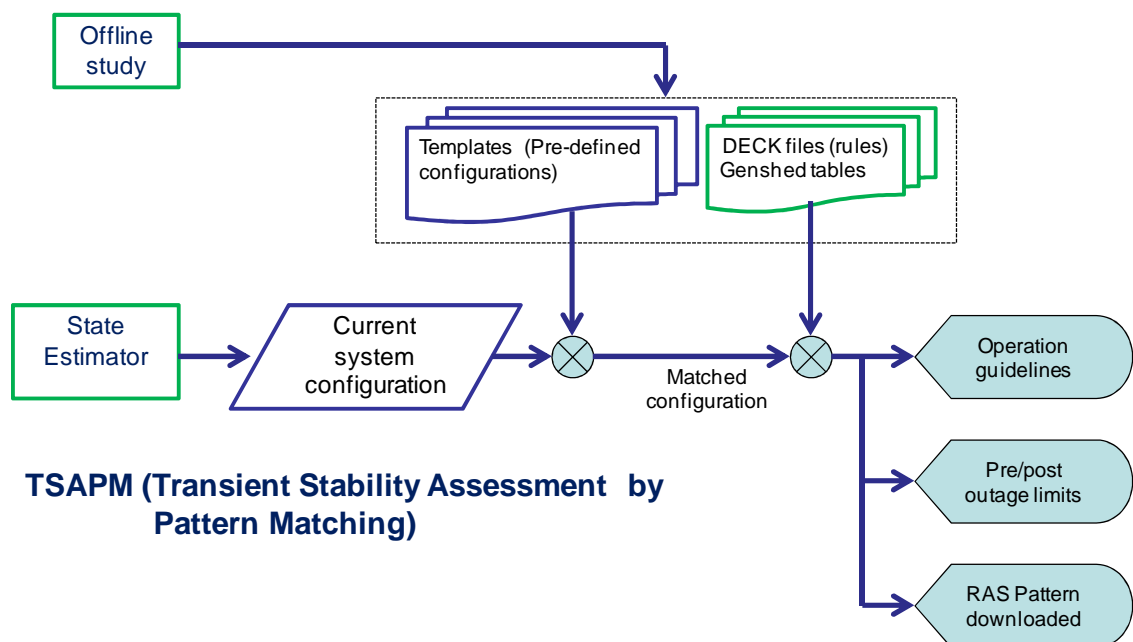 Offline
study
Templates (Pre-defined
configurations)
DECK files (rules)
Genshed tables
State
Estimator
Current
system
configuration
Matched
configuration
Operation
guidelines
Pre/post
outage limits
RAS Pattern
downloaded
TSAPM (Transient Stability Assessment by
Pattern Matching)